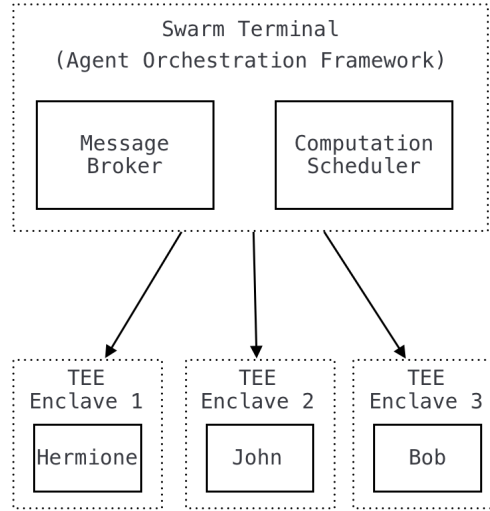 Swarm Terminal
(Agent Orchestration Framework)
Message
Broker
Computation
Scheduler
TEE
Enclave 1
Hermione
TEE
Enclave 2
John
TEE
Enclave 3
Bob